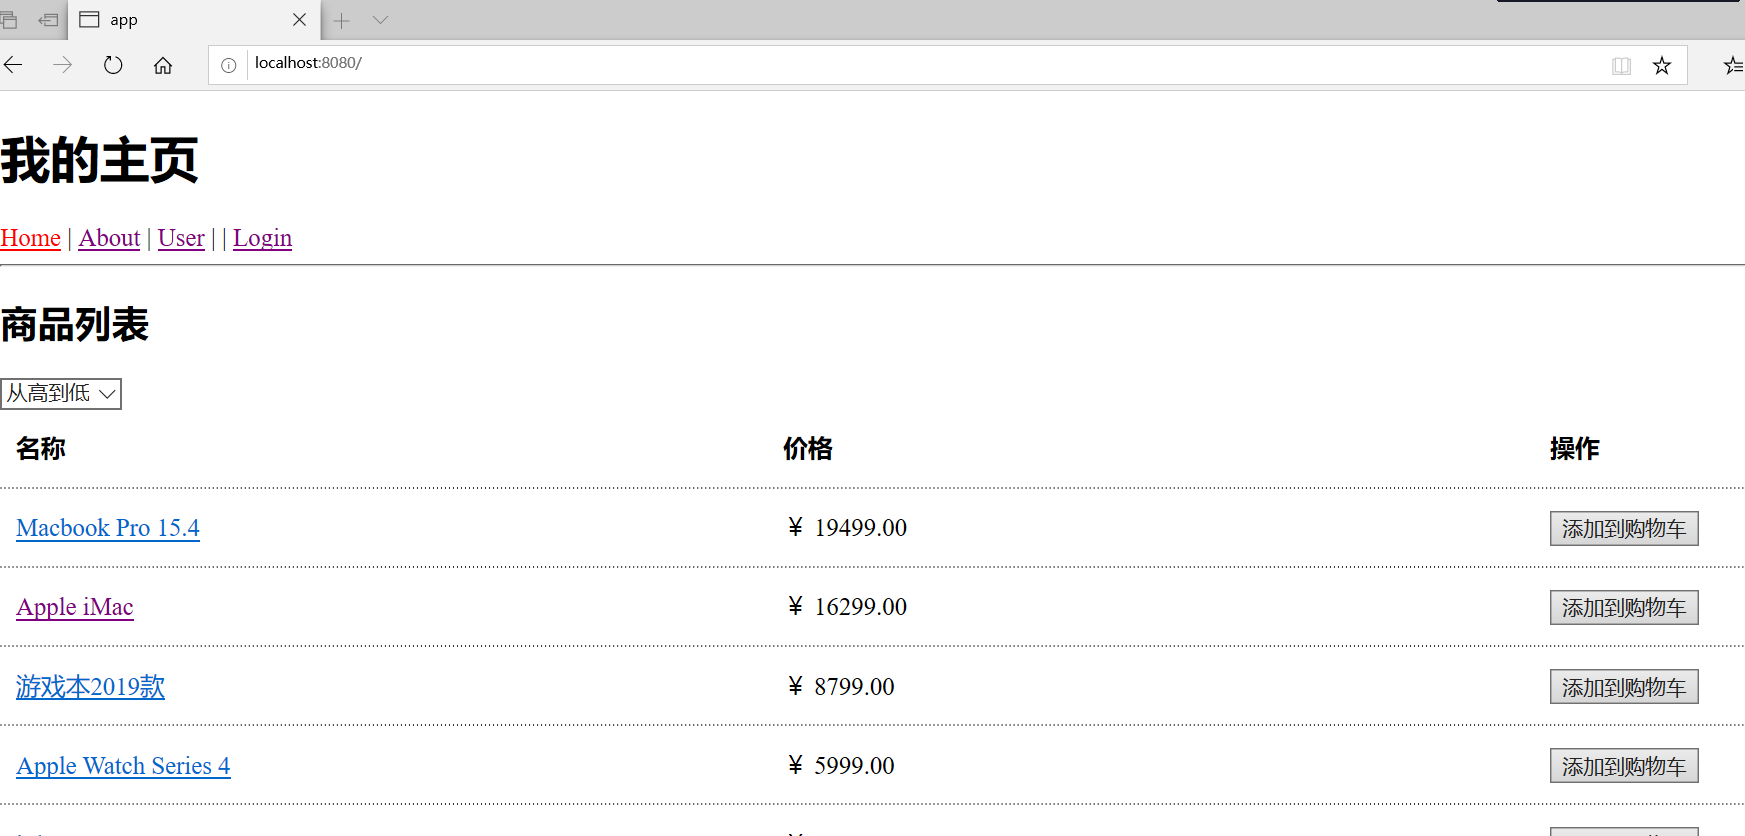 app
localhost:8080/
我的主页
Home | About | User | | Login
商品列表
从高到低
名称 价格 操作
Macbook Pro 15.4 ¥ 19499.00 添加到购物车
Apple iMac ¥ 16299.00 添加到购物车
游戏本2019款 ¥ 8799.00 添加到购物车
Apple Watch Series 4 ¥ 5999.00 添加到购物车